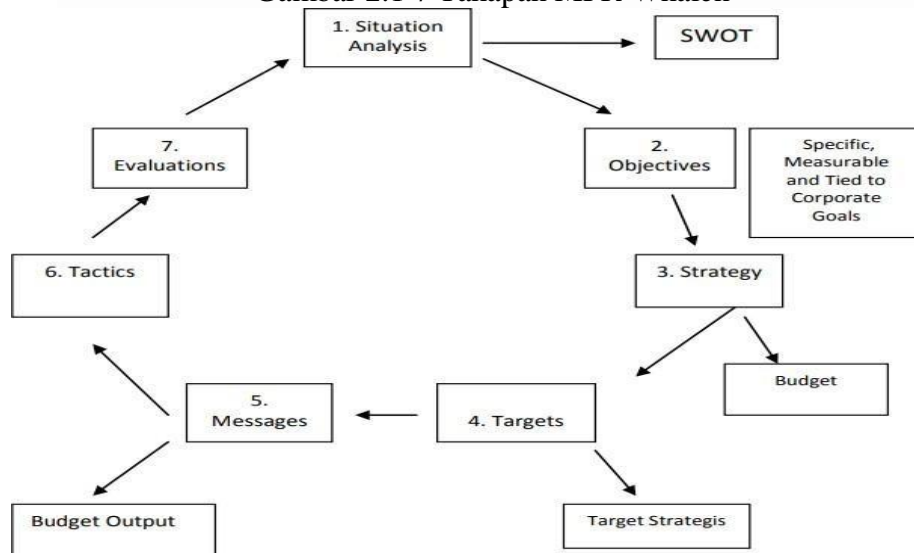 1. Situation
Analysis
SWOT
7.
Evaluations
2.
Objectives
Specific,
Measurable
and Tied to
Corporate
Goals
6. Tactics
3. Strategy
Budget
5.
Messages
4. Targets
Budget Output
Target Strategis